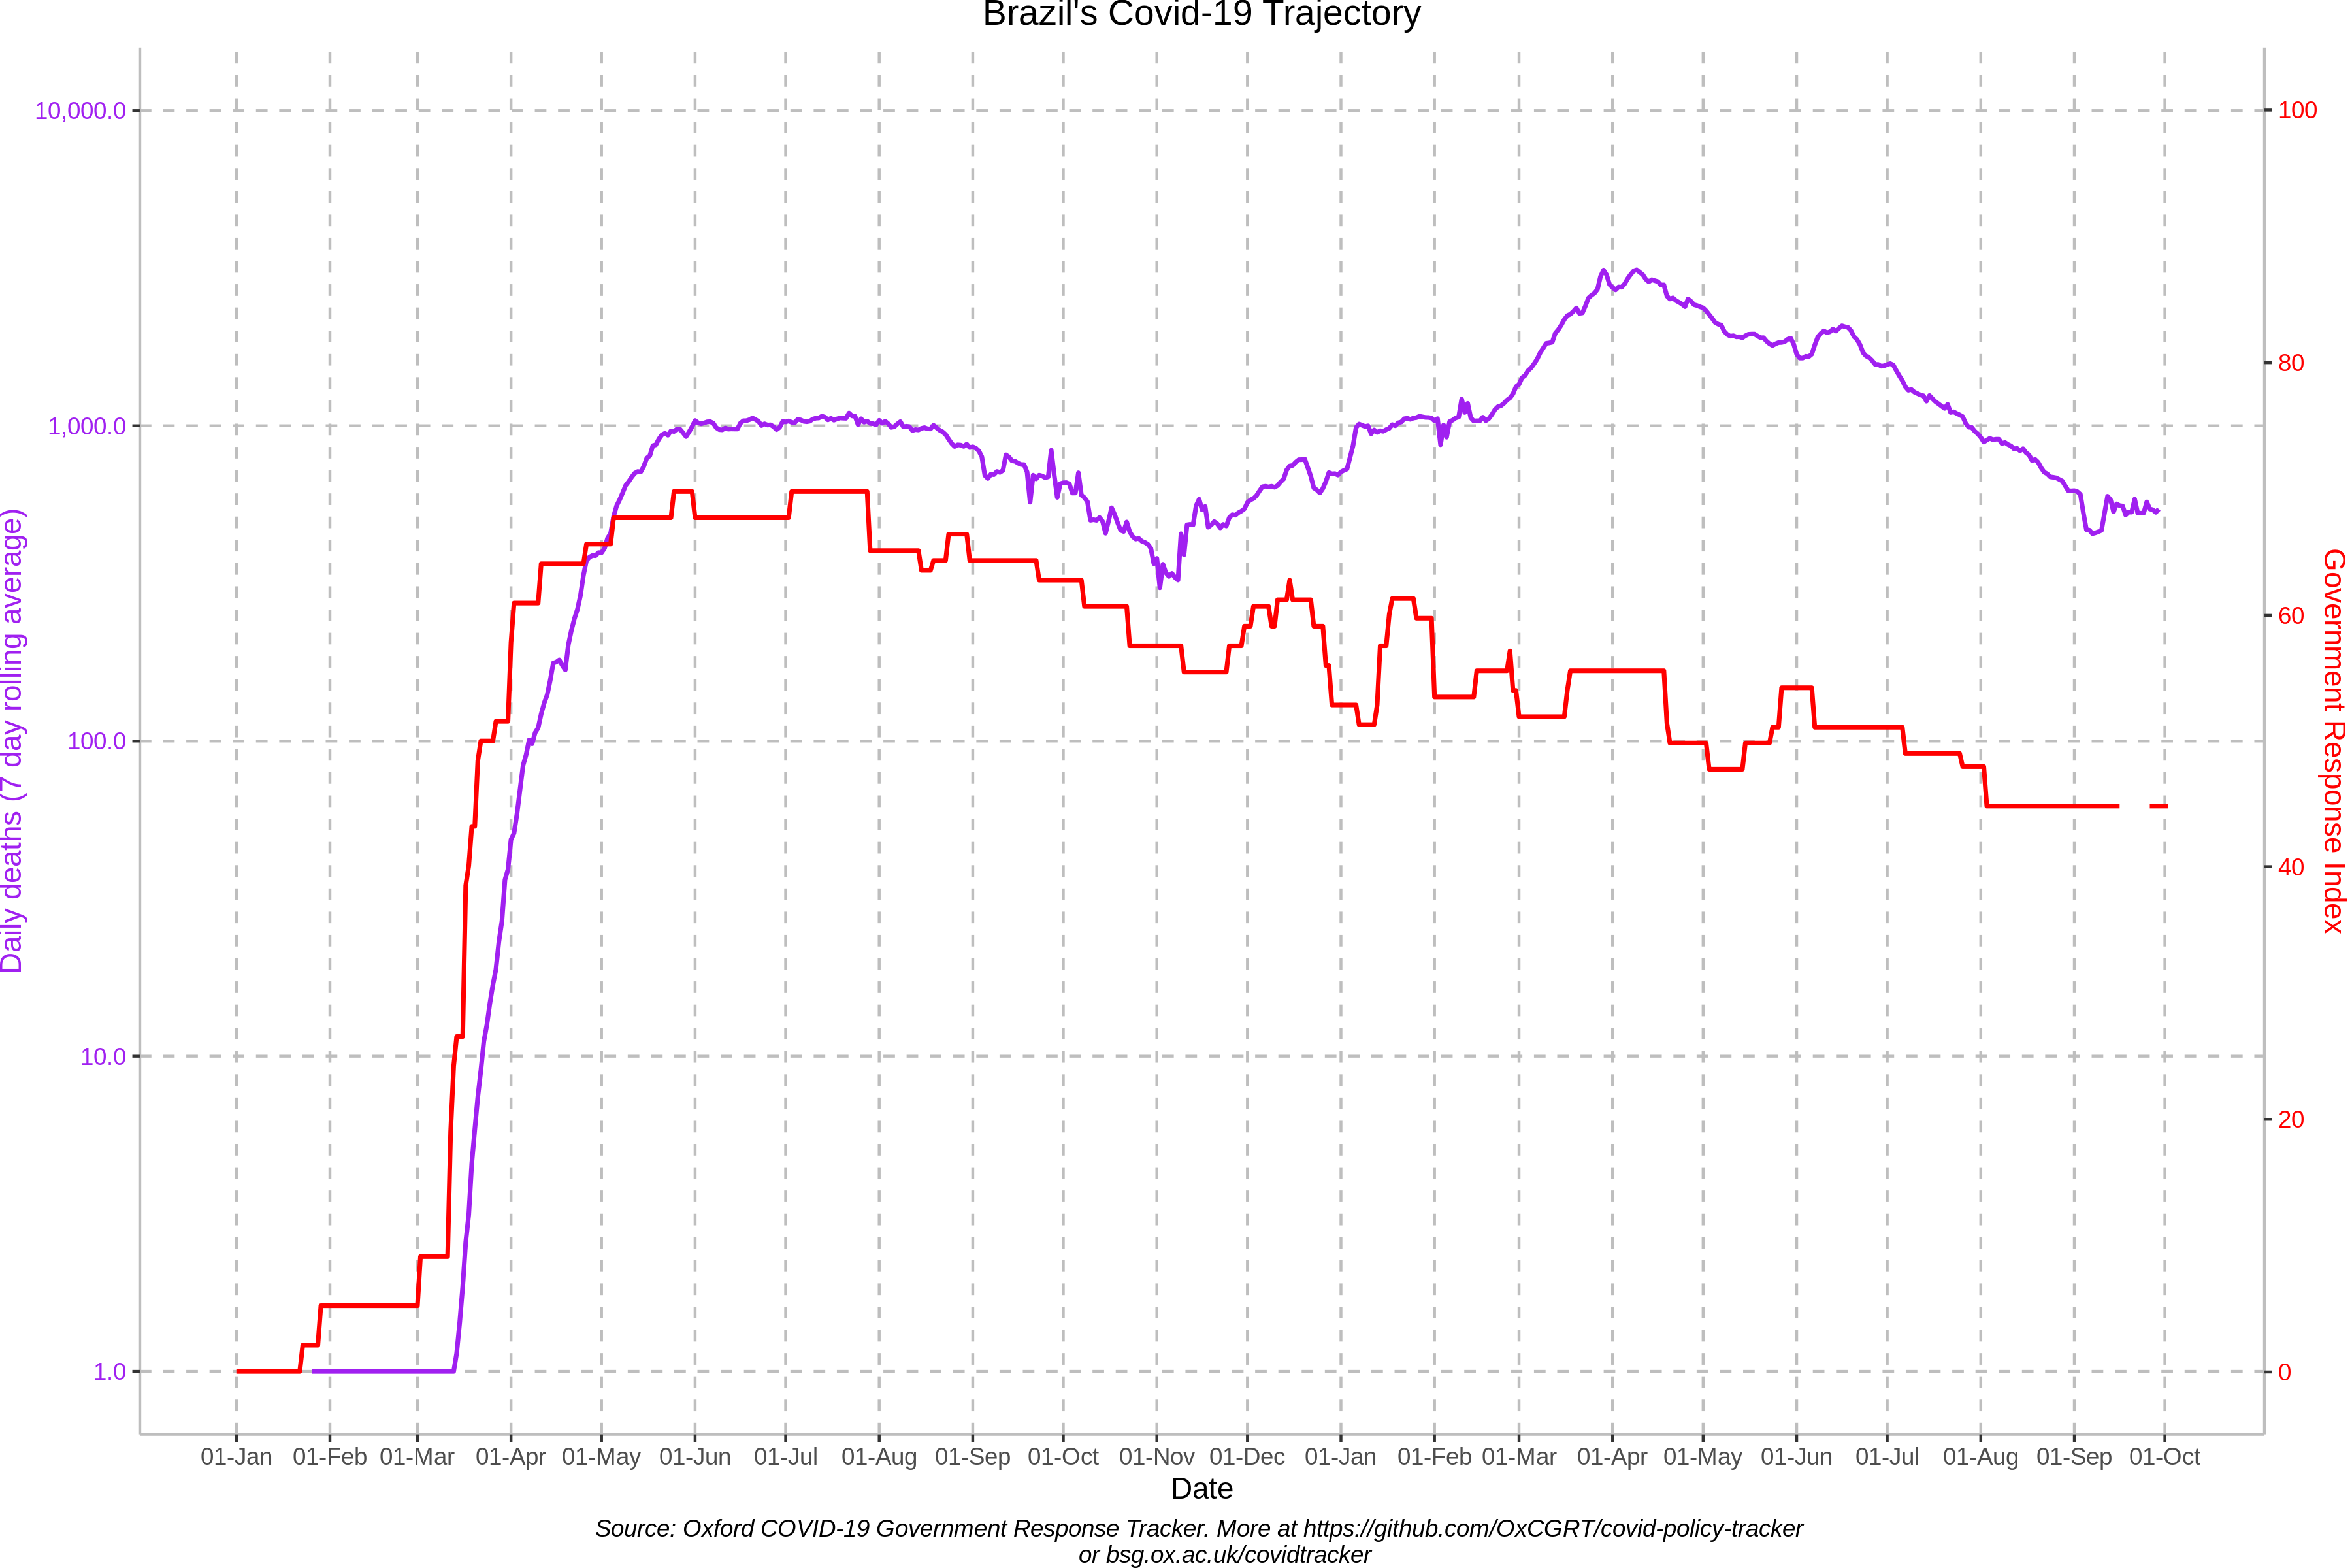 Brazil's Covid-19 Trajectory
Daily deaths (7 day rolling average)
10,000.0
1,000.0
100.0
10.0
1.0
100
80
60
40
20
0
Government Response Index
01-Jan 01-Feb 01-Mar 01-Apr 01-May 01-Jun 01-Jul 01-Aug 01-Sep 01-Oct 01-Nov 01-Dec 01-Jan 01-Feb 01-Mar 01-Apr 01-May 01-Jun 01-Jul 01-Aug 01-Sep 01-Oct
Date
Source: Oxford COVID-19 Government Response Tracker. More at https://github.com/OxCGRT/covid-policy-tracker
or bsg.ox.ac.uk/covidtracker